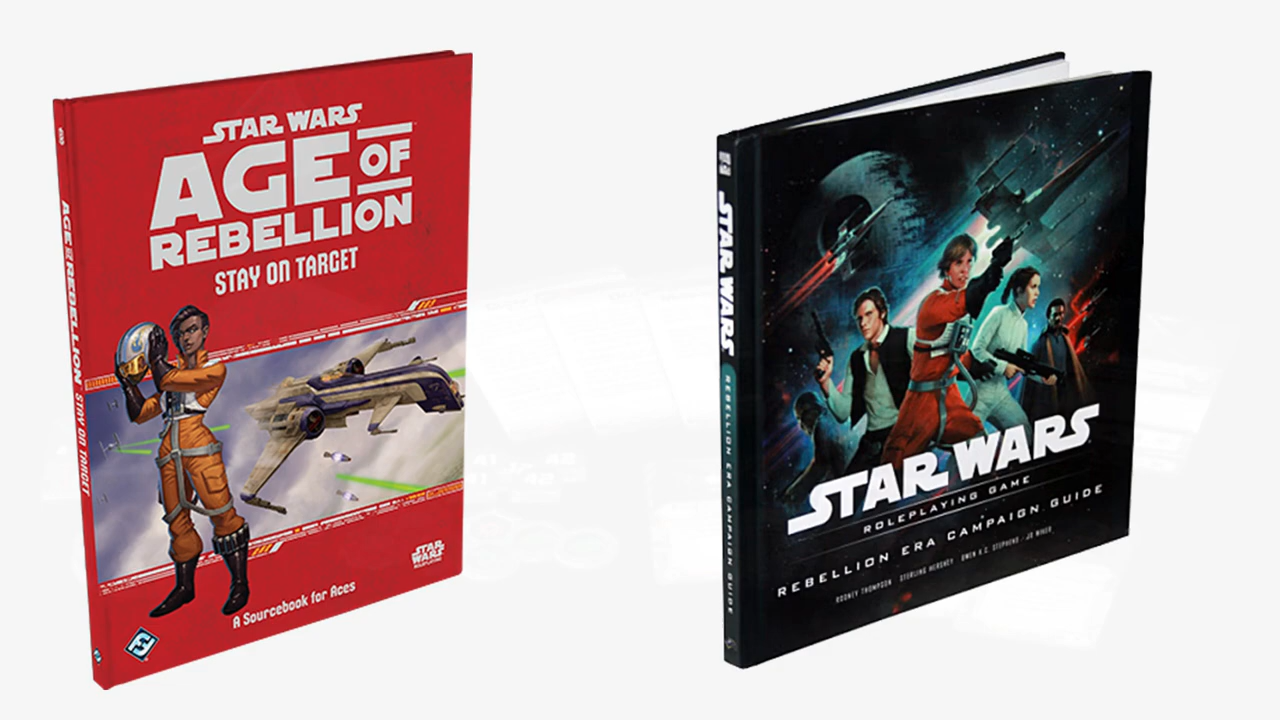 STAR WARS
AGE OF
REBELLION
STAY ON TARGET
A Sourcebook for Aces
STAR
WARS
ROLEPLAYING
AGE OF REBELLION STAY ON TARGET
STAR WARS
ROLEPLAYING GAME
REBELLION ERA CAMPAIGN GUIDE
RODNEY THOMPSON STERLING HERSHEY OWEN K.C. STEPHENS JD WIKER
STAR WARS
REBELLION ERA CAMPAIGN GUIDE